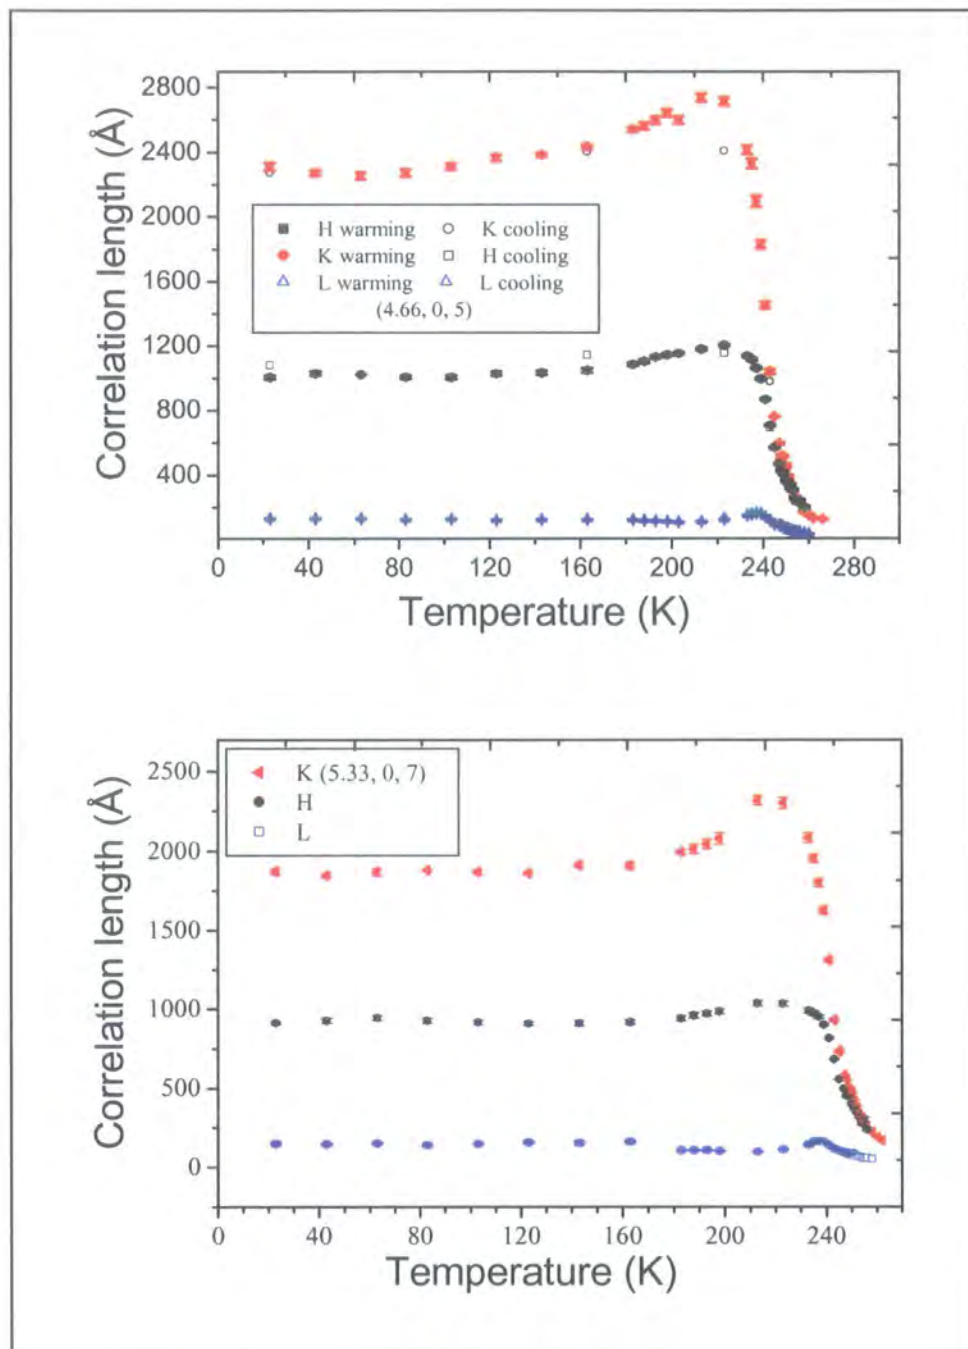 2800
2400
2000
1600
1200
800
400
Correlation length (Å)
H warming K cooling
K warming H cooling
L warming L cooling
(4.66, 0, 5)
0 40 80 120 160 200 240 280
Temperature (K)
2500
2000
1500
1000
500
0
Correlation length (Å)
K (5.33, 0, 7)
H
L
0 40 80 120 160 200 240
Temperature (K)